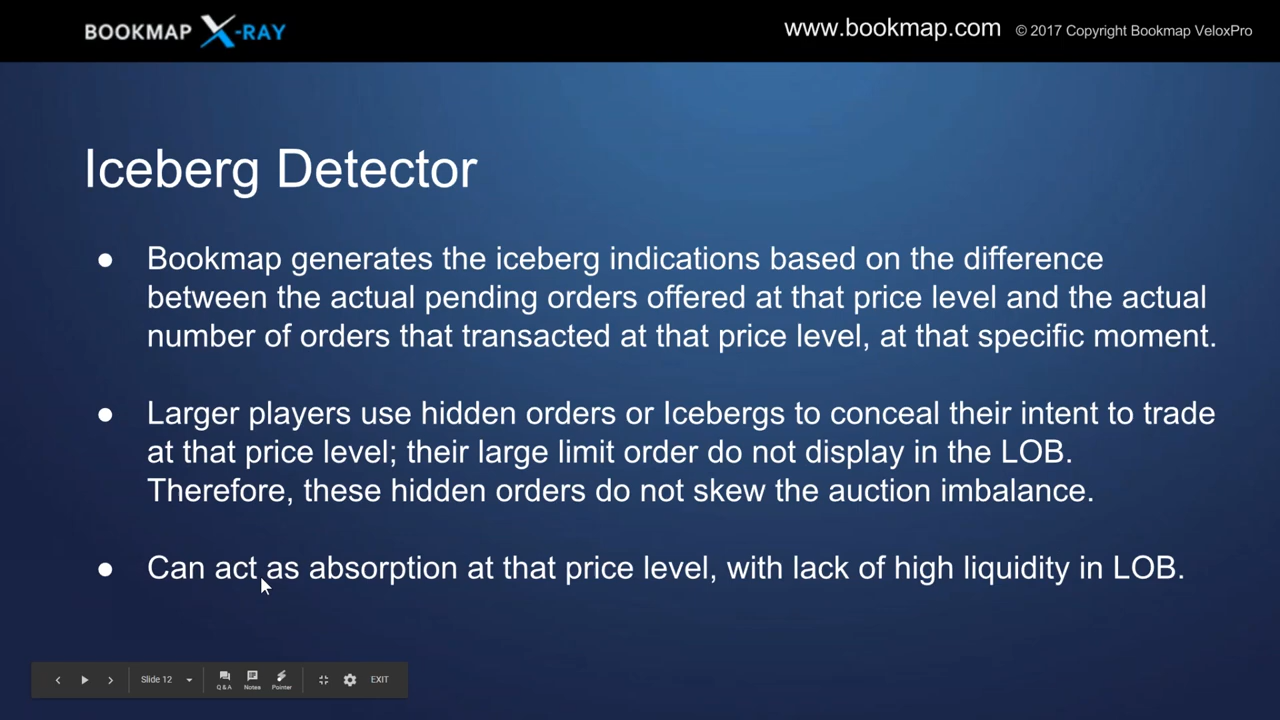 BOOKMAP X-RAY
www.bookmap.com © 2017 Copyright Bookmap VeloxPro
Iceberg Detector
● Bookmap generates the iceberg indications based on the difference
between the actual pending orders offered at that price level and the actual
number of orders that transacted at that price level, at that specific moment.
● Larger players use hidden orders or Icebergs to conceal their intent to trade
at that price level; their large limit order do not display in the LOB.
Therefore, these hidden orders do not skew the auction imbalance.
● Can act as absorption at that price level, with lack of high liquidity in LOB.
Slide 12 Q&A Notes Pointer EXIT